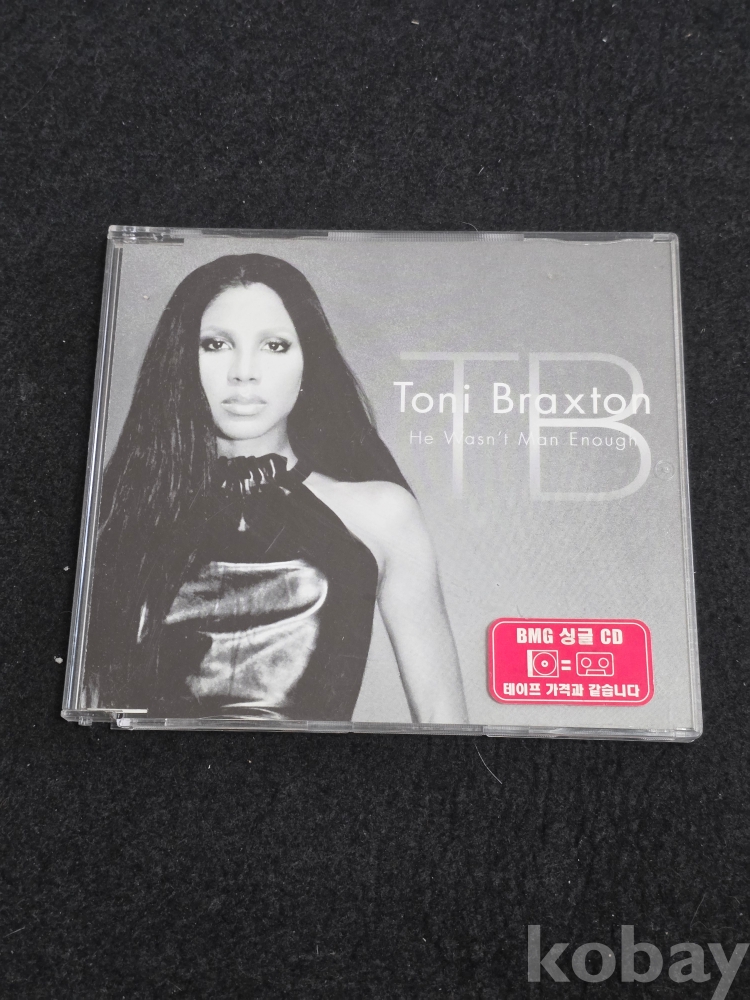 TB
Toni Braxton
He Wasn't Man Enough
BMG 싱글 CD
=
테이프 가격과 같습니다
kobay